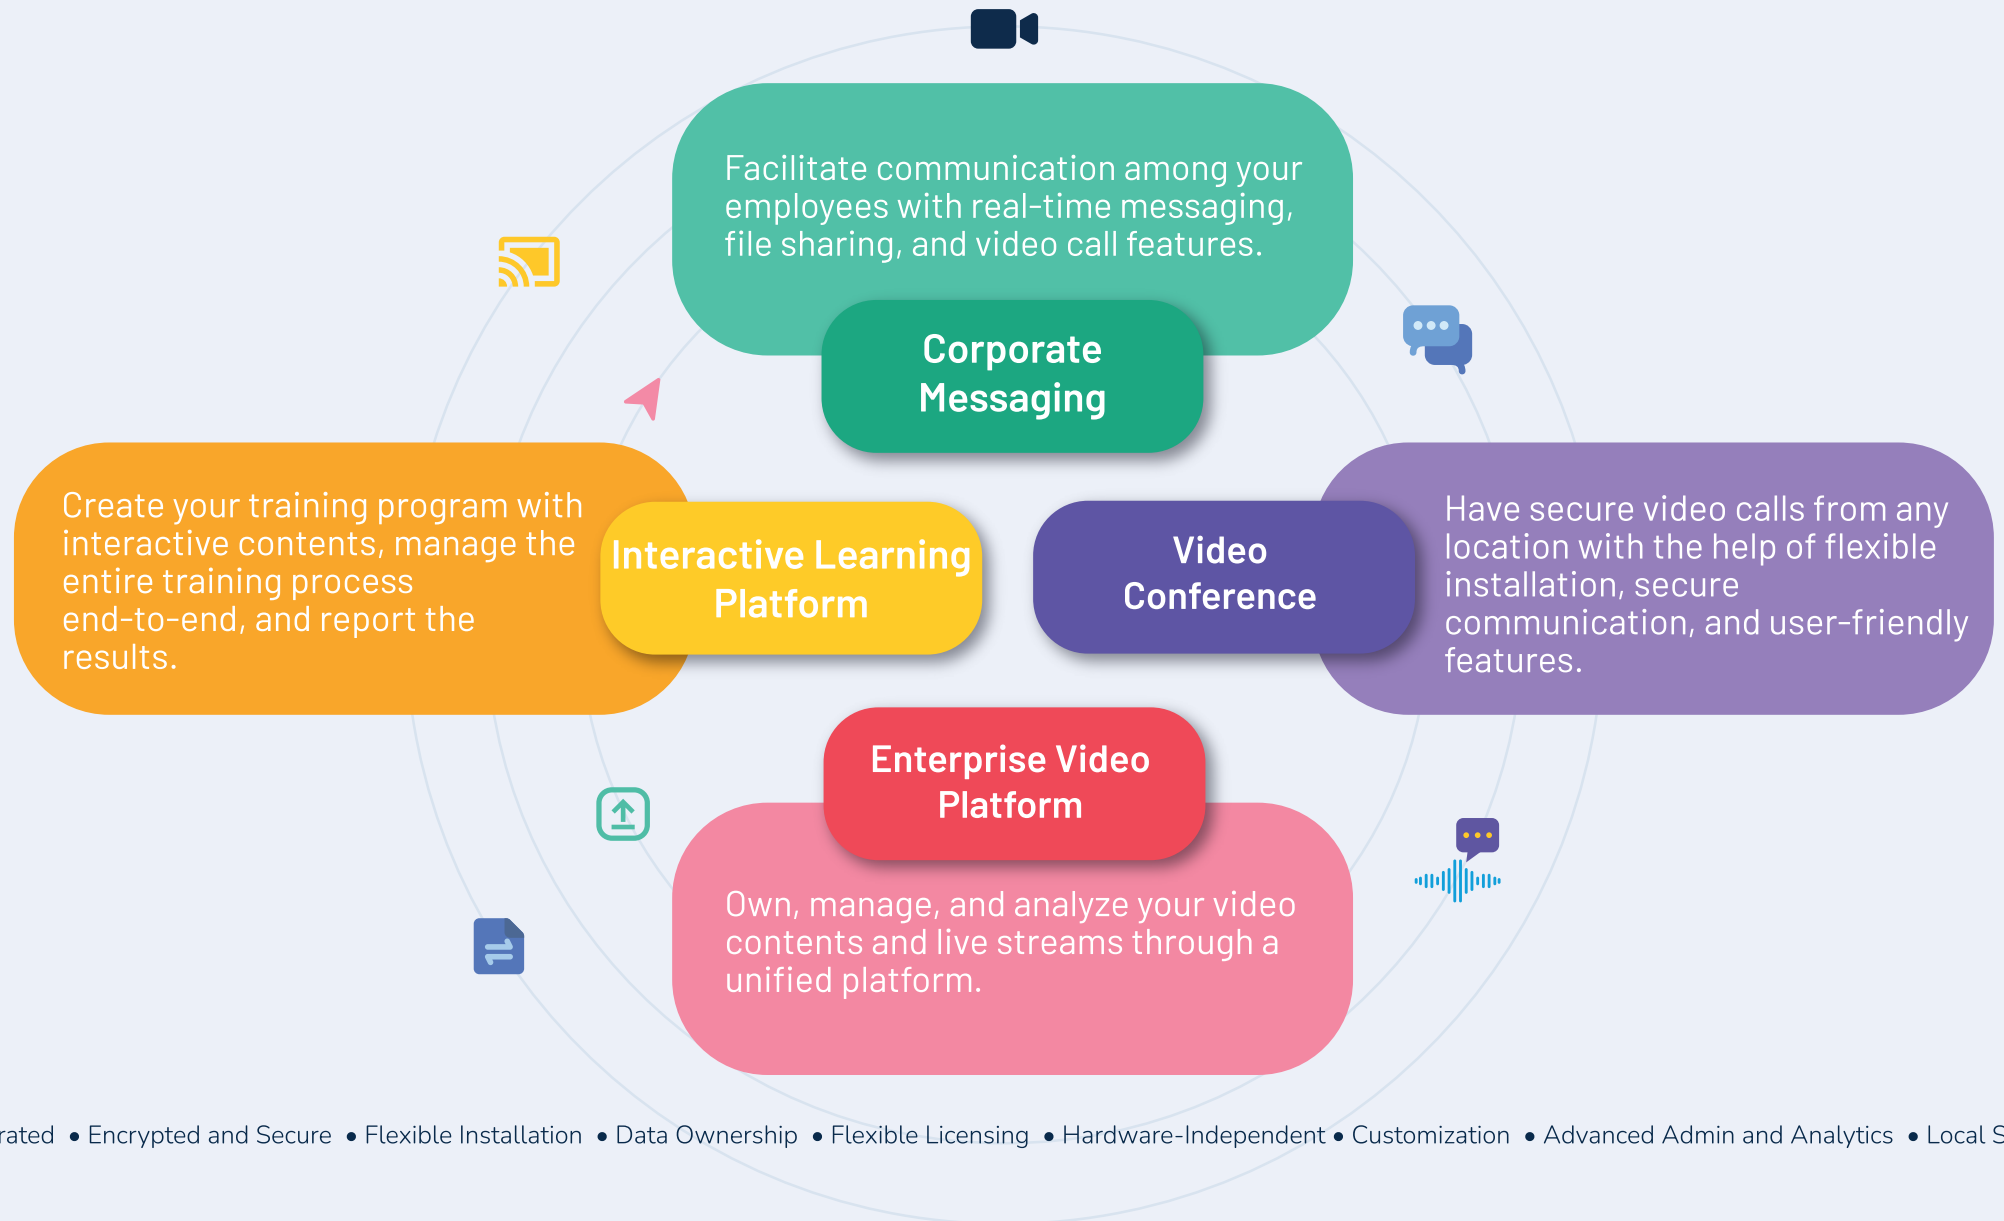 Facilitate communication among your
employees with real-time messaging,
file sharing, and video call features.
Corporate
Messaging
Create your training program with
interactive contents, manage the
entire training process
end-to-end, and report the
results.
Interactive Learning
Platform
Video
Conference
Have secure video calls from any
location with the help of flexible
installation, secure
communication, and user-friendly
features.
Enterprise Video
Platform
Own, manage, and analyze your video
contents and live streams through a
unified platform.
• Encrypted and Secure • Flexible Installation • Data Ownership • Flexible Licensing • Hardware-Independent • Customization • Advanced Admin and Analytics • Local